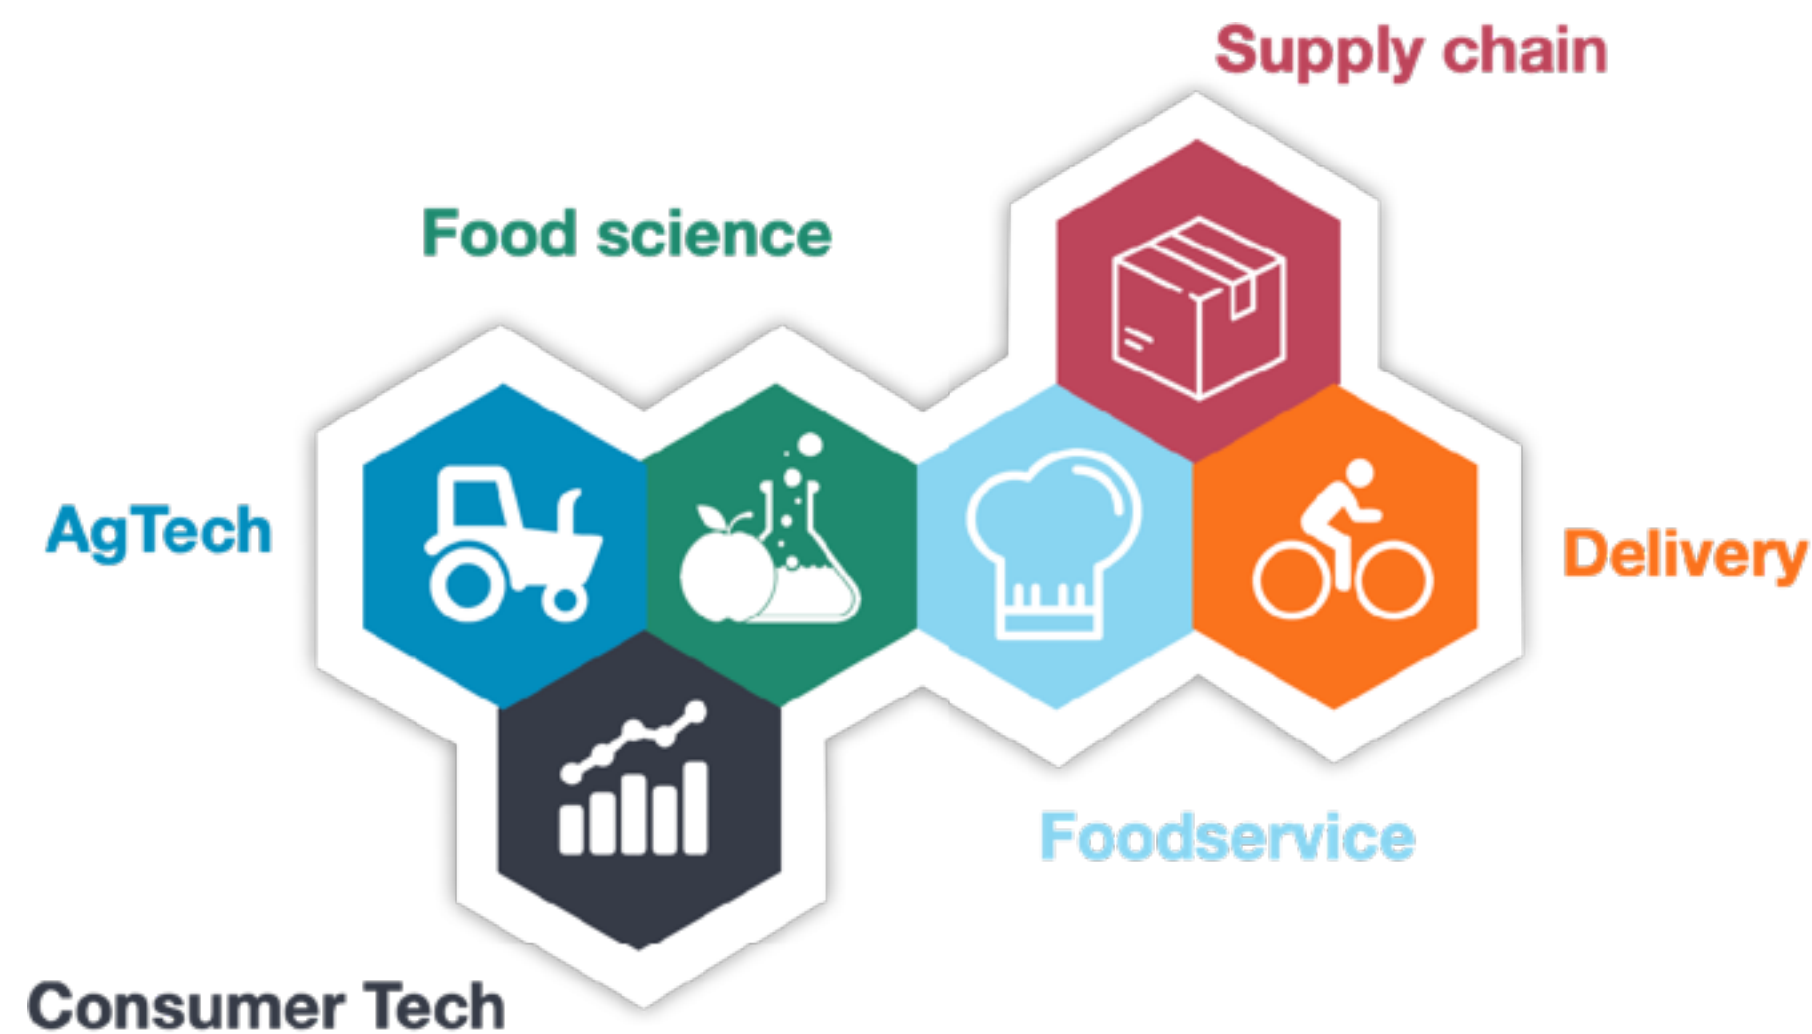 Supply chain
Food science
AgTech
Delivery
Foodservice
Consumer Tech